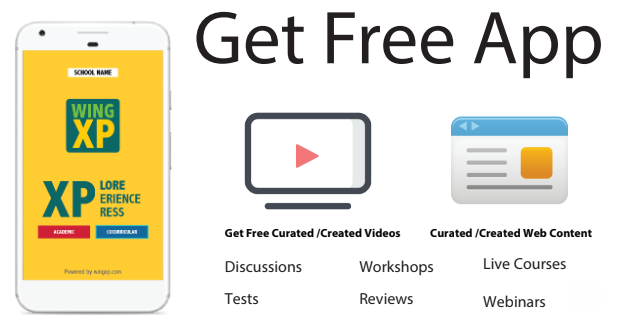 Get Free App
SCHOOL NAME
WING
XP
XP LORE
ERIENCE
RESS
ACADEMIC COCURRICULAR
Powered by wingxp.com
Get Free Curated /Created Videos
Curated /Created Web Content
Discussions Workshops Live Courses
Tests Reviews Webinars